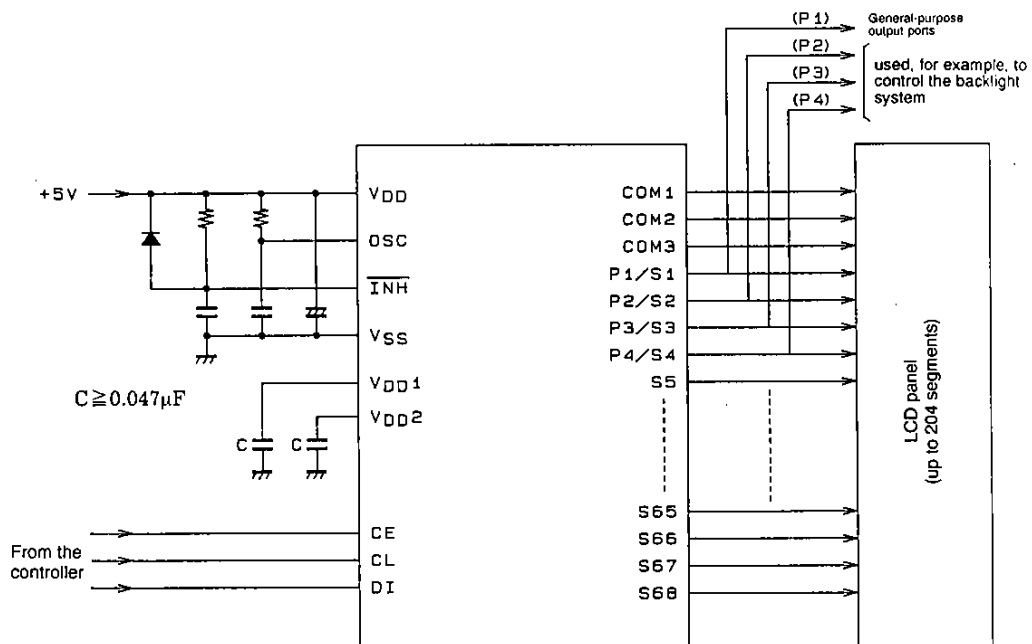 (P1)
General-purpose
output ports
(P2)
(P3)
(P4)
used, for example, to
control the backlight
system
+5V
VDD
OSC
INH
VSS
VDD1
VDD2
C≧0.047μF
C
C
From the
controller
CE
CL
DI
COM1
COM2
COM3
P1/S1
P2/S2
P3/S3
P4/S4
S5
S65
S66
S67
S68
LCD panel
(up to 204 segments)